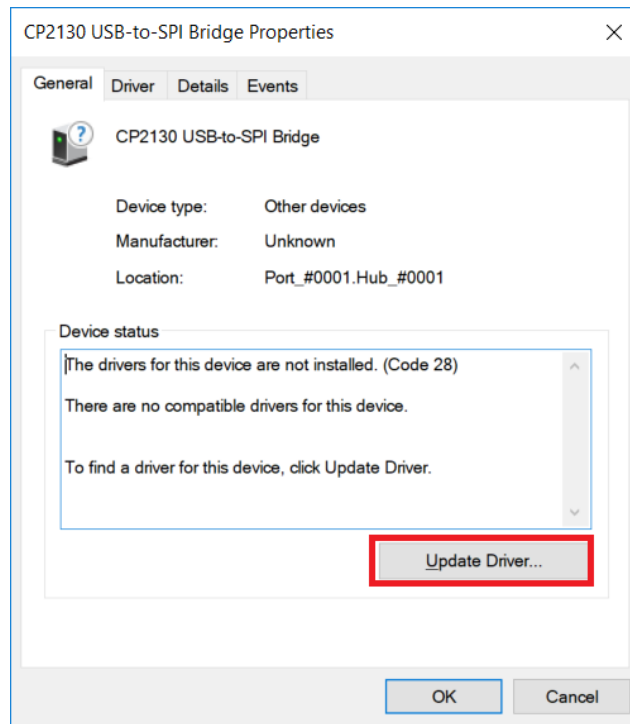 CP2130 USB-to-SPI Bridge Properties
General Driver Details Events
CP2130 USB-to-SPI Bridge
Device type: Other devices
Manufacturer: Unknown
Location: Port_#0001.Hub_#0001
Device status
The drivers for this device are not installed. (Code 28)
There are no compatible drivers for this device.
To find a driver for this device, click Update Driver.
Update Driver...
OK Cancel